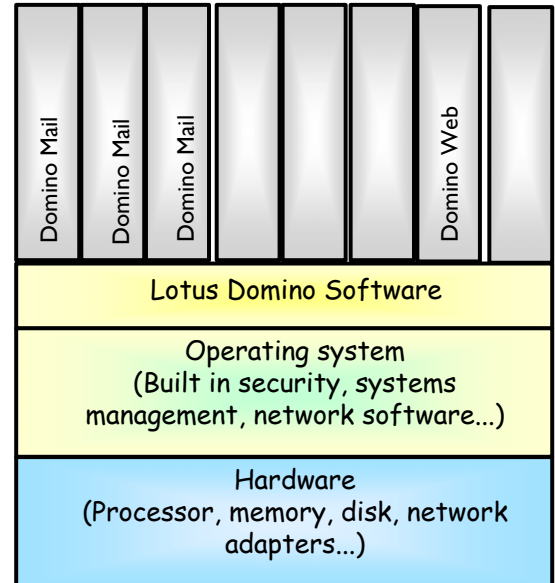 Domino Mail
Domino Mail
Domino Mail
Domino Web
Lotus Domino Software
Operating system
(Built in security, systems
management, network software...)
Hardware
(Processor, memory, disk, network
adapters...)